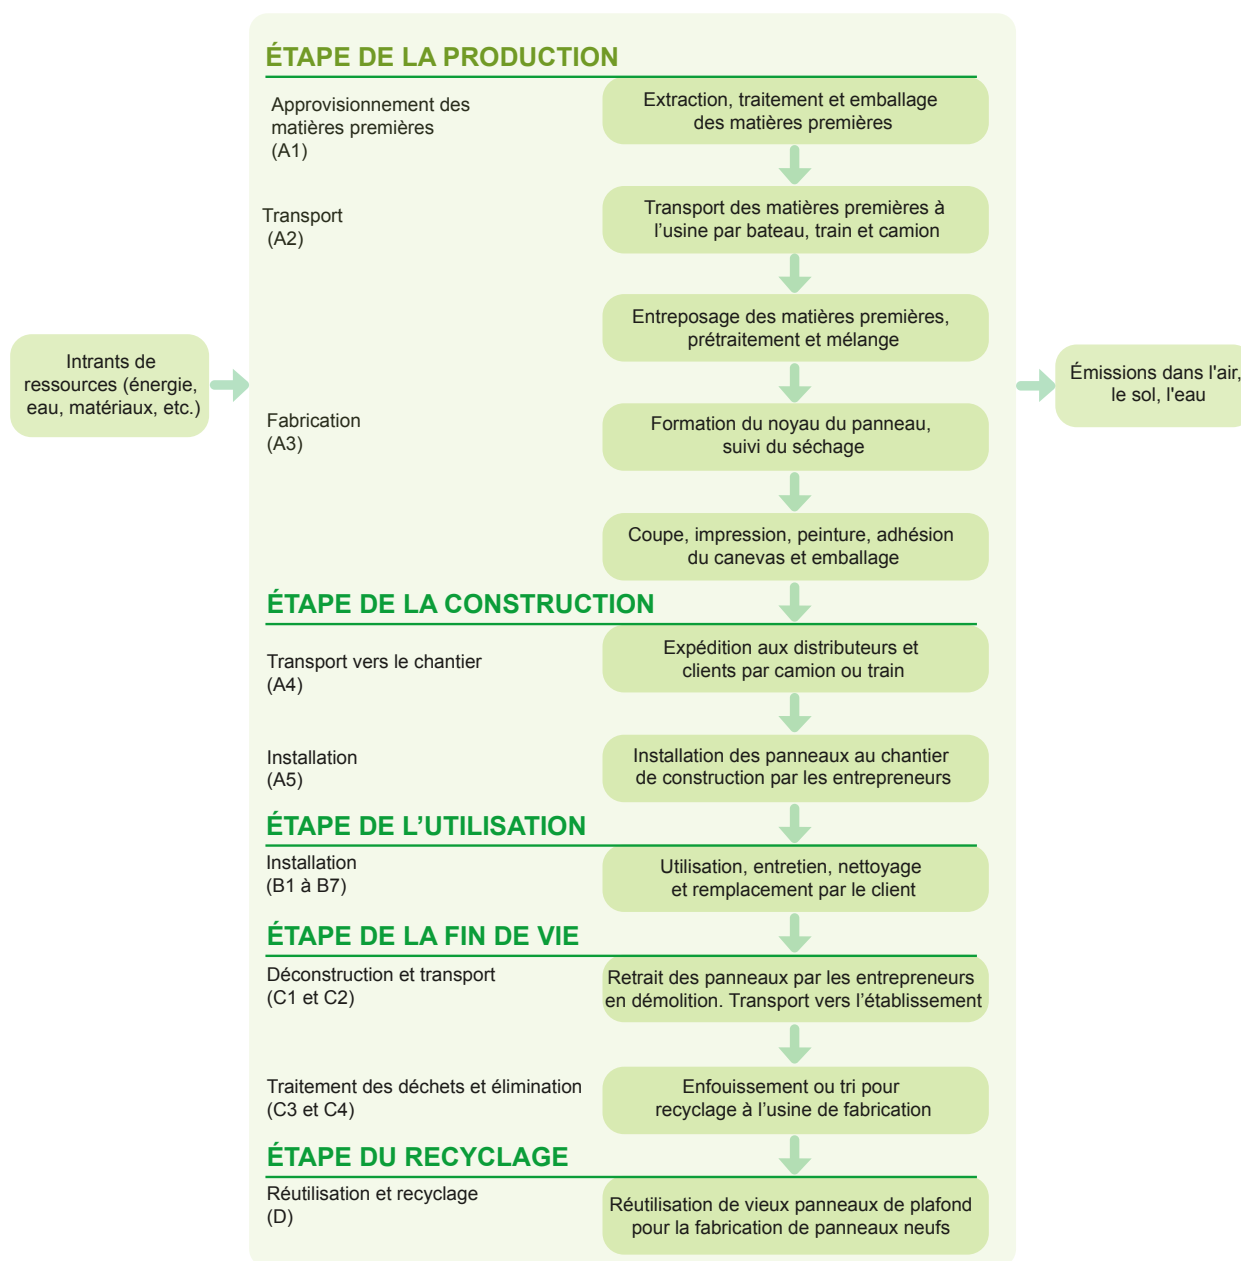 ÉTAPE DE LA PRODUCTION
Approvisionnement des
matières premières
(A1)
Extraction, traitement et emballage
des matières premières
Transport
(A2)
Transport des matières premières à
l’usine par bateau, train et camion
Entreposage des matières premières,
prétraitement et mélange
Intrants de
ressources (énergie,
eau, matériaux, etc.)
Émissions dans l'air,
le sol, l'eau
Fabrication
(A3)
Formation du noyau du panneau,
suivi du séchage
Coupe, impression, peinture, adhésion
du canevas et emballage
ÉTAPE DE LA CONSTRUCTION
Transport vers le chantier
(A4)
Expédition aux distributeurs et
clients par camion ou train
Installation
(A5)
Installation des panneaux au chantier
de construction par les entrepreneurs
ÉTAPE DE L’UTILISATION
Installation
(B1 à B7)
Utilisation, entretien, nettoyage
et remplacement par le client
ÉTAPE DE LA FIN DE VIE
Déconstruction et transport
(C1 et C2)
Retrait des panneaux par les entrepreneurs
en démolition. Transport vers l’établissement
Traitement des déchets et élimination
(C3 et C4)
Enfouissement ou tri pour
recyclage à l’usine de fabrication
ÉTAPE DU RECYCLAGE
Réutilisation et recyclage
(D)
Réutilisation de vieux panneaux de plafond
pour la fabrication de panneaux neufs